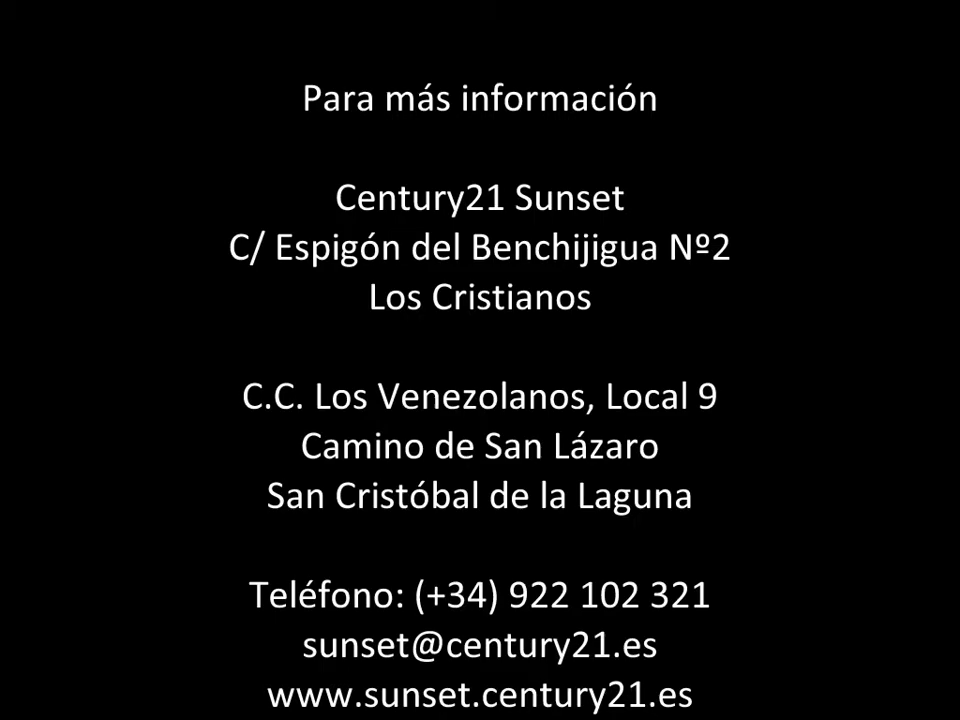 Para más información
Century21 Sunset
C/ Espigón del Benchijigua Nº2
Los Cristianos
C.C. Los Venezolanos, Local 9
Camino de San Lázaro
San Cristóbal de la Laguna
Teléfono: (+34) 922 102 321
sunset@century21.es
www.sunset.century21.es